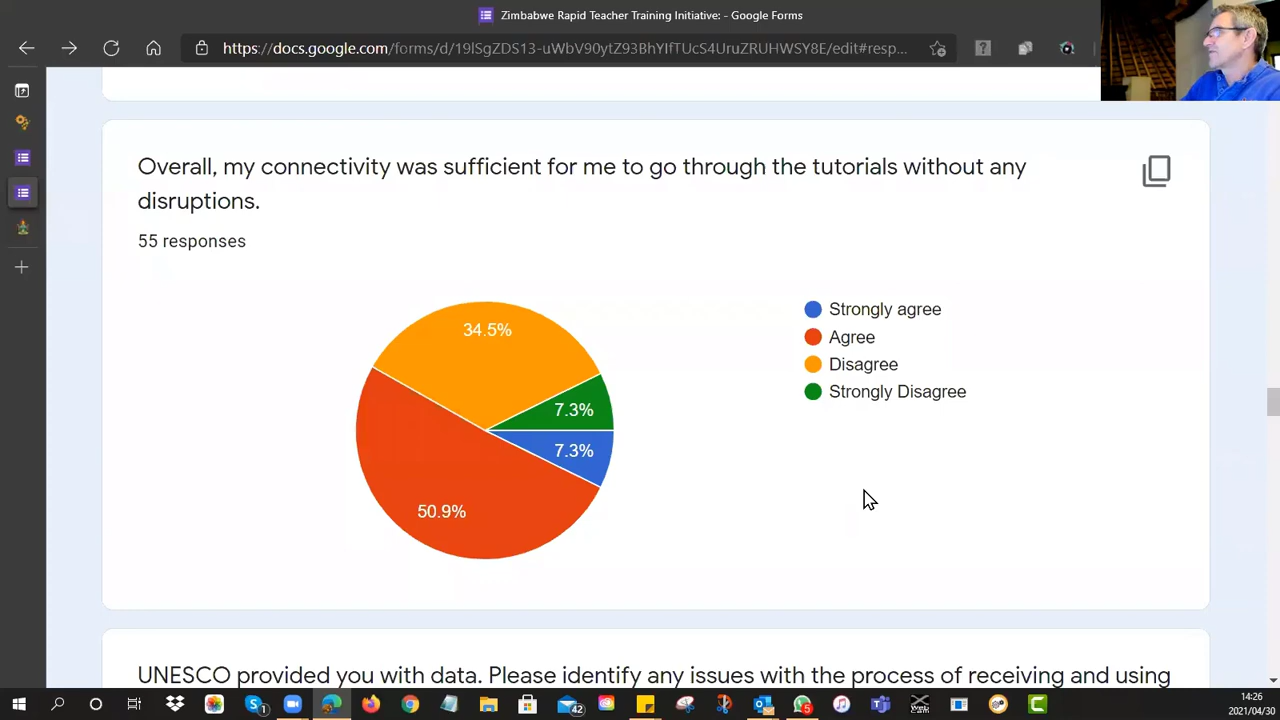 Zimbabwe Rapid Teacher Training Initiative: - Google Forms
https://docs.google.com/forms/d/19lSgZDS13-uWbV90ytZ93BhYIfTUcS4UruZRUHWSY8E/edit#resp...
Overall, my connectivity was sufficient for me to go through the tutorials without any
disruptions.
55 responses
34.5%
7.3%
7.3%
50.9%
Strongly agree
Agree
Disagree
Strongly Disagree
UNESCO provided you with data. Please identify any issues with the process of receiving and using
1
42
5
14:26
2021/04/30